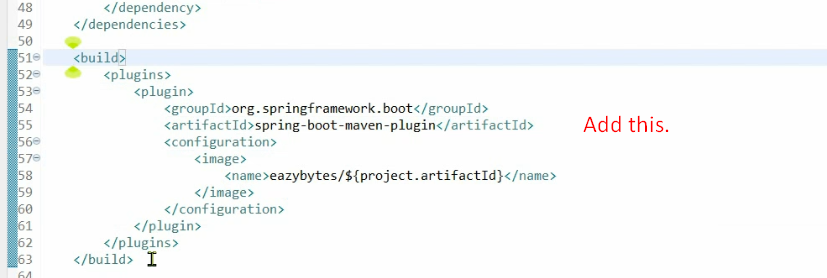 48 </dependency>
49 </dependencies>
50
51 <build>
52 <plugins>
53 <plugin>
54 <groupId>org.springframework.boot</groupId>
55 <artifactId>spring-boot-maven-plugin</artifactId> Add this.
56 <configuration>
57 <image>
58 <name>eazybytes/${project.artifactId}</name>
59 </image>
60 </configuration>
61 </plugin>
62 </plugins>
63 </build>
64